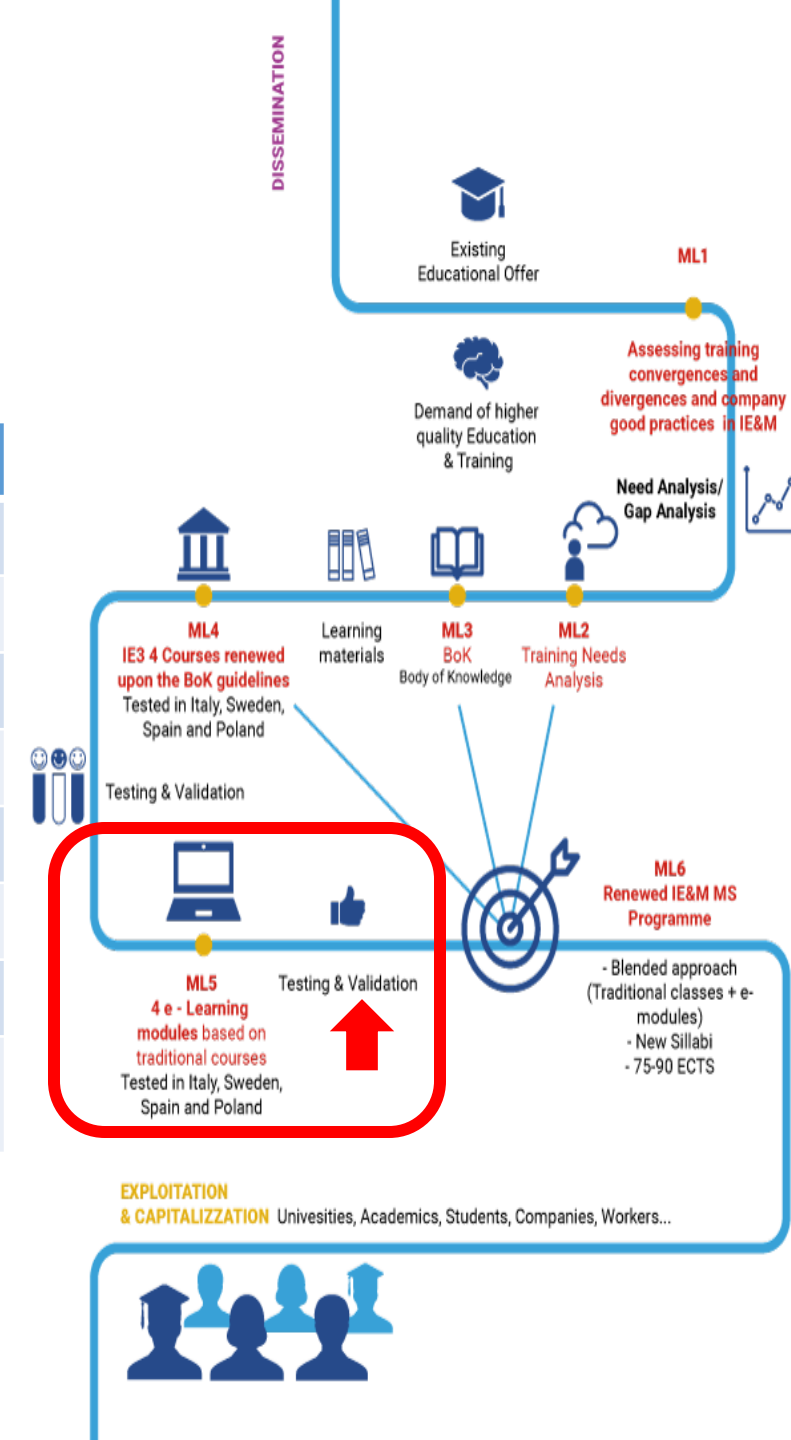 DISSEMINATION
Existing
Educational Offer
ML1
Assessing training
convergences and
divergences and company
good practices in IE&M
Demand of higher
quality Education
& Training
Need Analysis/
Gap Analysis
ML4
IE3 4 Courses renewed
upon the BoK guidelines
Tested in Italy, Sweden,
Spain and Poland
Learning
materials
ML3
BoK
Body of Knowledge
ML2
Training Needs
Analysis
Testing & Validation
ML5
4 e - Learning
modules based on
traditional courses
Tested in Italy, Sweden,
Spain and Poland
Testing & Validation
ML6
Renewed IE&M MS
Programme
- Blended approach
(Traditional classes + e-
modules)
- New Sillabi
- 75-90 ECTS
EXPLOITATION
& CAPITALIZZATION Univesities, Academics, Students, Companies, Workers...